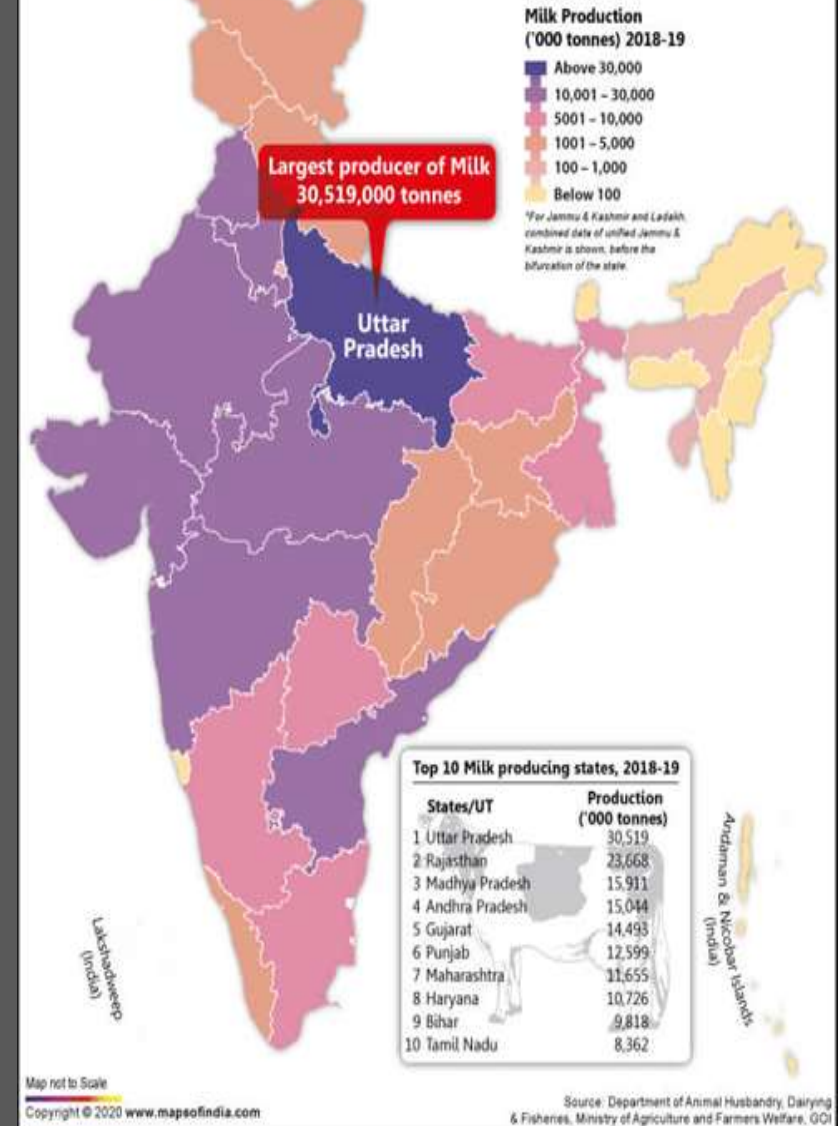 Milk Production
('000 tonnes) 2018-19
Above 30,000
10,001 – 30,000
5001 – 10,000
1001 – 5,000
100 – 1,000
Below 100
*For Jammu & Kashmir and Ladakh,
combined data of unified Jammu &
Kashmir is shown, before the
bifurcation of the state.
Largest producer of Milk
30,519,000 tonnes
Uttar
Pradesh
Top 10 Milk producing states, 2018-19
States/UT Production
('000 tonnes)
1 Uttar Pradesh 30,519
2 Rajasthan 23,668
3 Madhya Pradesh 15,911
4 Andhra Pradesh 15,044
5 Gujarat 14,493
6 Punjab 12,599
7 Maharashtra 11,655
8 Haryana 10,726
9 Bihar 9,818
10 Tamil Nadu 8,362
Lakshadweep
(India)
Andaman & Nicobar Islands
(India)
Map not to Scale
Copyright © 2020 www.mapsofindia.com
Source: Department of Animal Husbandry, Dairying
& Fisheries, Ministry of Agriculture and Farmers Welfare, GOI